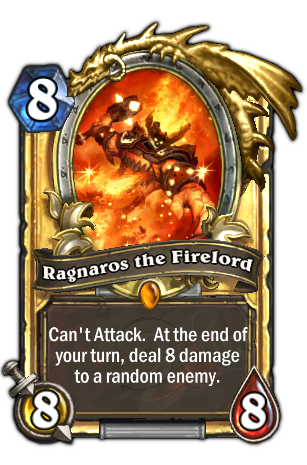 8
Ragnaros the Firelord
Can't Attack. At the end of
your turn, deal 8 damage
to a random enemy.
8 8